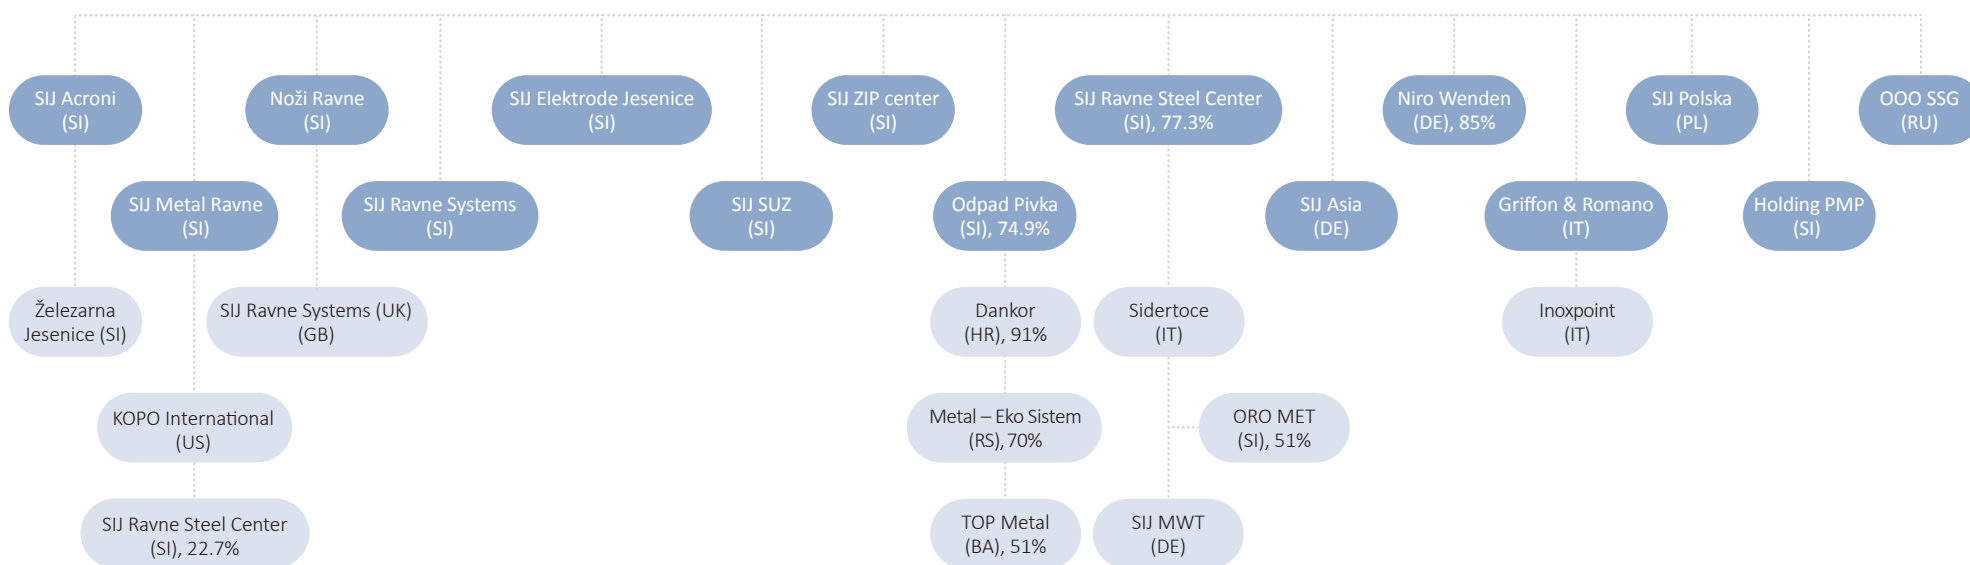 SIJ Acroni
(SI)
Noži Ravne
(SI)
SIJ Elektrode Jesenice
(SI)
SIJ ZIP center
(SI)
SIJ Ravne Steel Center
(SI), 77.3%
Niro Wenden
(DE), 85%
SIJ Polska
(PL)
OOO SSG
(RU)
SIJ Metal Ravne
(SI)
SIJ Ravne Systems
(SI)
SIJ SUZ
(SI)
Odpad Pivka
(SI), 74.9%
SIJ Asia
(DE)
Griffon & Romano
(IT)
Holding PMP
(SI)
Železarna
Jesenice (SI)
SIJ Ravne Systems (UK)
(GB)
Dankor
(HR), 91%
Sidertoce
(IT)
Inoxpoint
(IT)
KOPO International
(US)
Metal – Eko Sistem
(RS), 70%
ORO MET
(SI), 51%
SIJ Ravne Steel Center
(SI), 22.7%
TOP Metal
(BA), 51%
SIJ MWT
(DE)